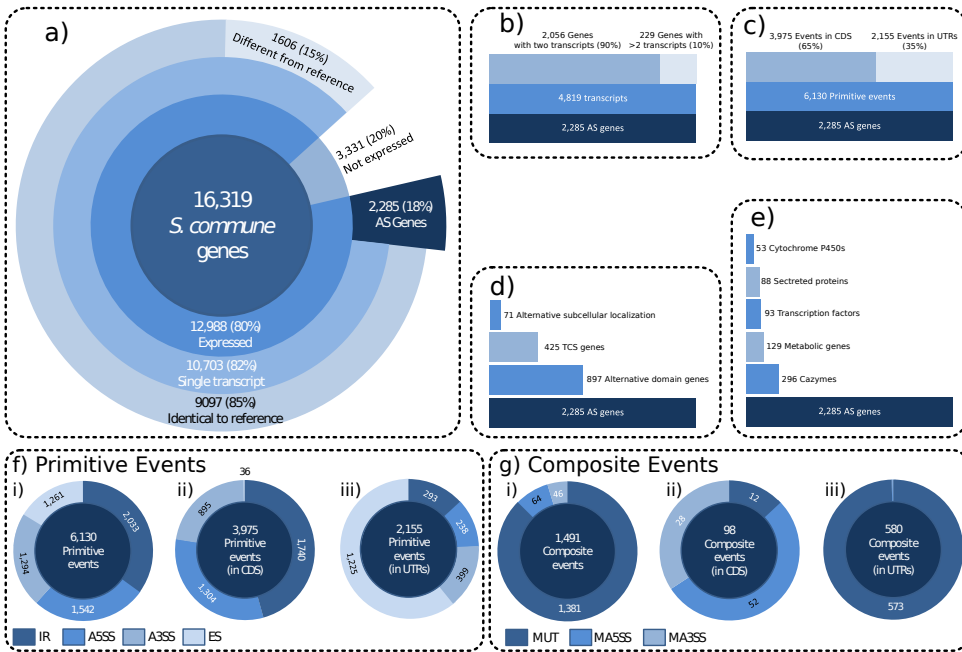 a)
1606 (15%)
Different from reference
3,331 (20%)
Not expressed
16,319
S. commune
genes
2,285 (18%)
AS Genes
12,988 (80%)
Expressed
10,703 (82%)
Single transcript
9097 (85%)
Identical to reference
b)
2,056 Genes
with two transcripts (90%)
229 Genes with
>2 transcripts (10%)
4,819 transcripts
2,285 AS genes
c)
3,975 Events in CDS
(65%)
2,155 Events in UTRs
(35%)
6,130 Primitive events
2,285 AS genes
d)
71 Alternative subcellular localization
425 TCS genes
897 Alternative domain genes
2,285 AS genes
e)
53 Cytochrome P450s
88 Sectreted proteins
93 Transcription factors
129 Metabolic genes
296 Cazymes
2,285 AS genes
f) Primitive Events
i)
1,261
2,033
6,130
Primitive
events
1,294
1,542
ii)
36
895
3,975
Primitive
events
(in CDS)
1,740
1,304
iii)
293
238
2,155
Primitive
events
(in UTRs)
399
1,225
IR
A5SS
A3SS
ES
g) Composite Events
i)
64
46
1,491
Composite
events
1,381
ii)
12
28
98
Composite
events
(in CDS)
52
iii)
580
Composite
events
(in UTRs)
573
MUT
MA5SS
MA3SS